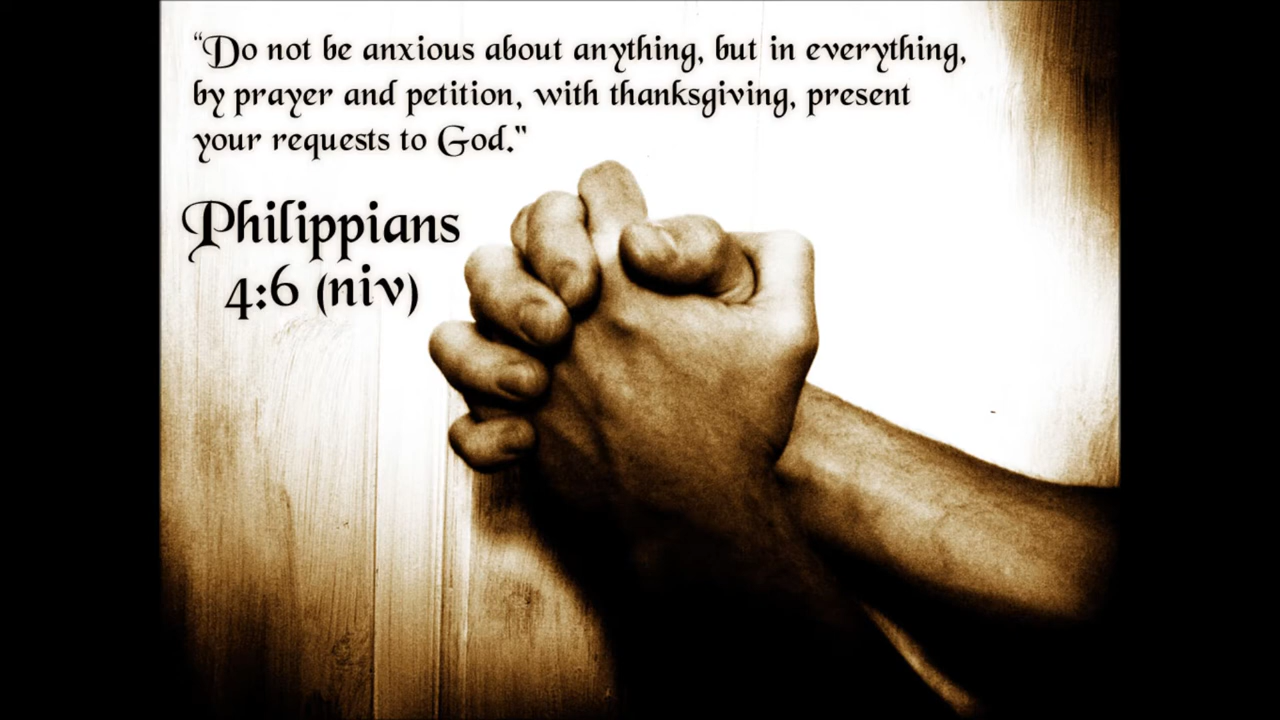 “Do not be anxious about anything, but in everything,
by prayer and petition, with thanksgiving, present
your requests to God."
Philippians
4:6 (niv)